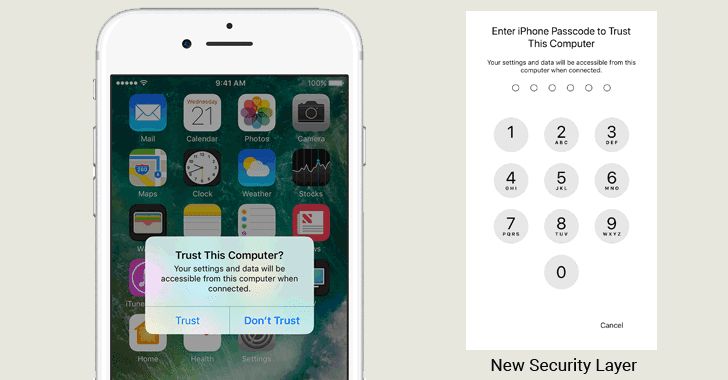 9:41 AM
100%
Wednesday
21
Mail
Calendar
Photos
Camera
280
Maps
Clock
Weather
Stocks
Trust This Computer?
Your settings and data will be
accessible from this computer when
connected.
Trust
Don't Trust
Home
Health
Settings
Enter iPhone Passcode to Trust
This Computer
Your settings and data will be accessible from this
computer when connected.
1
2
ABC
3
DEF
4
GHI
5
JKL
6
MNO
7
PQRS
8
TUV
9
WXYZ
0
Cancel
New Security Layer